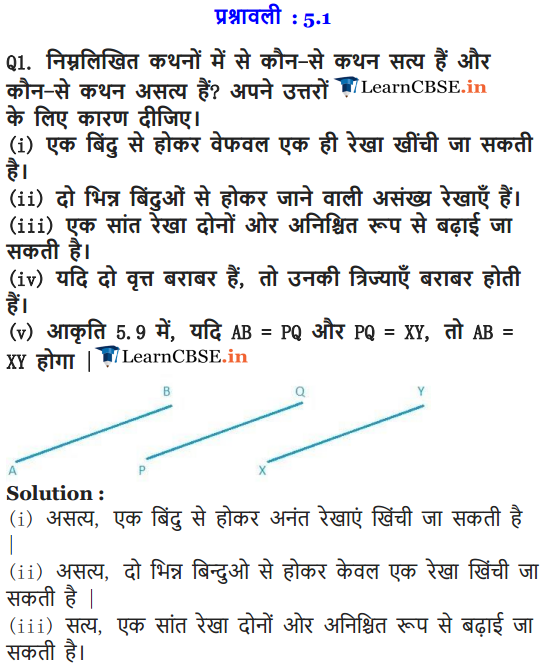 प्रश्नावली : 5.1
Q1. निम्नलिखित कथनों में से कौन-से कथन सत्य हैं और
कौन-से कथन असत्य हैं? अपने उत्तरों LearnCBSE.in
के लिए कारण दीजिए।
(i) एक बिंदु से होकर वेफवल एक ही रेखा खींची जा सकती
है।
(ii) दो भिन्न बिंदुओं से होकर जाने वाली असंख्य रेखाएँ हैं।
(iii) एक सांत रेखा दोनों ओर अनिश्चित रूप से बढ़ाई जा
सकती है।
(iv) यदि दो वृत्त बराबर हैं, तो उनकी त्रिज्याएँ बराबर होती
हैं।
(v) आकृति 5.9 में, यदि AB = PQ और PQ = XY, तो AB =
XY होगा | LearnCBSE.in
B Q Y
A P X
Solution :
(i) असत्य, एक बिंदु से होकर अनंत रेखाएं खिंची जा सकती है
|
(ii) असत्य, दो भिन्न बिन्दुओ से होकर केवल एक रेखा खिंची जा
सकती है |
(iii) सत्य, एक सांत रेखा दोनों ओर अनिश्चित रूप से बढ़ाई जा
सकती है।